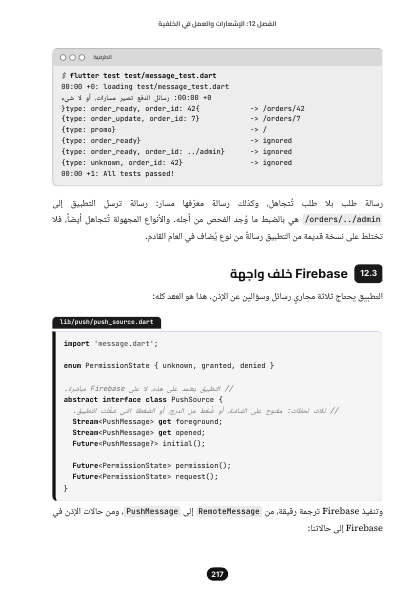 الفصل 12: الإشعارات والعمل في الخلفية
الطرفية
$ flutter test test/message_test.dart
00:00 +0: loading test/message_test.dart
00:00 +0: رسائل الدفع تصير مسارات، أو لا شيء
{type: order_ready, order_id: 42} -> /orders/42
{type: order_update, order_id: 7} -> /orders/7
{type: promo} -> /
{type: order_ready} -> ignored
{type: order_ready, order_id: ../admin} -> ignored
{type: unknown, order_id: 42} -> ignored
00:00 +1: All tests passed!
رسالة طلب بلا طلب تُتجاهل، وكذلك رسالة معرّفها مسار: رسالة ترسل التطبيق إلى
/orders/../admin هي بالضبط ما وُجد الفحص من أجله. والأنواع المجهولة تُتجاهل أيضاً، فلا
تختلط على نسخة قديمة من التطبيق رسالةٌ من نوع يُضاف في العام القادم.
12.3 Firebase خلف واجهة
التطبيق يحتاج ثلاثة مجاري رسائل وسؤالين عن الإذن. هذا هو العقد كله:
lib/push/push_source.dart
import 'message.dart';
enum PermissionState { unknown, granted, denied }
// التطبيق يعتمد على هذه، لا على Firebase مباشرة.
abstract interface class PushSource {
// ثلاث لحظات: مفتوح على الشاشة، أو ضُغط من الدرج، أو الضغطة التي شغّلت التطبيق.
Stream<PushMessage> get foreground;
Stream<PushMessage> get opened;
Future<PushMessage?> initial();
Future<PermissionState> permission();
Future<PermissionState> request();
}
وتنفيذ Firebase ترجمة رقيقة، من RemoteMessage إلى PushMessage، ومن حالات الإذن في
Firebase إلى حالاتنا:
217